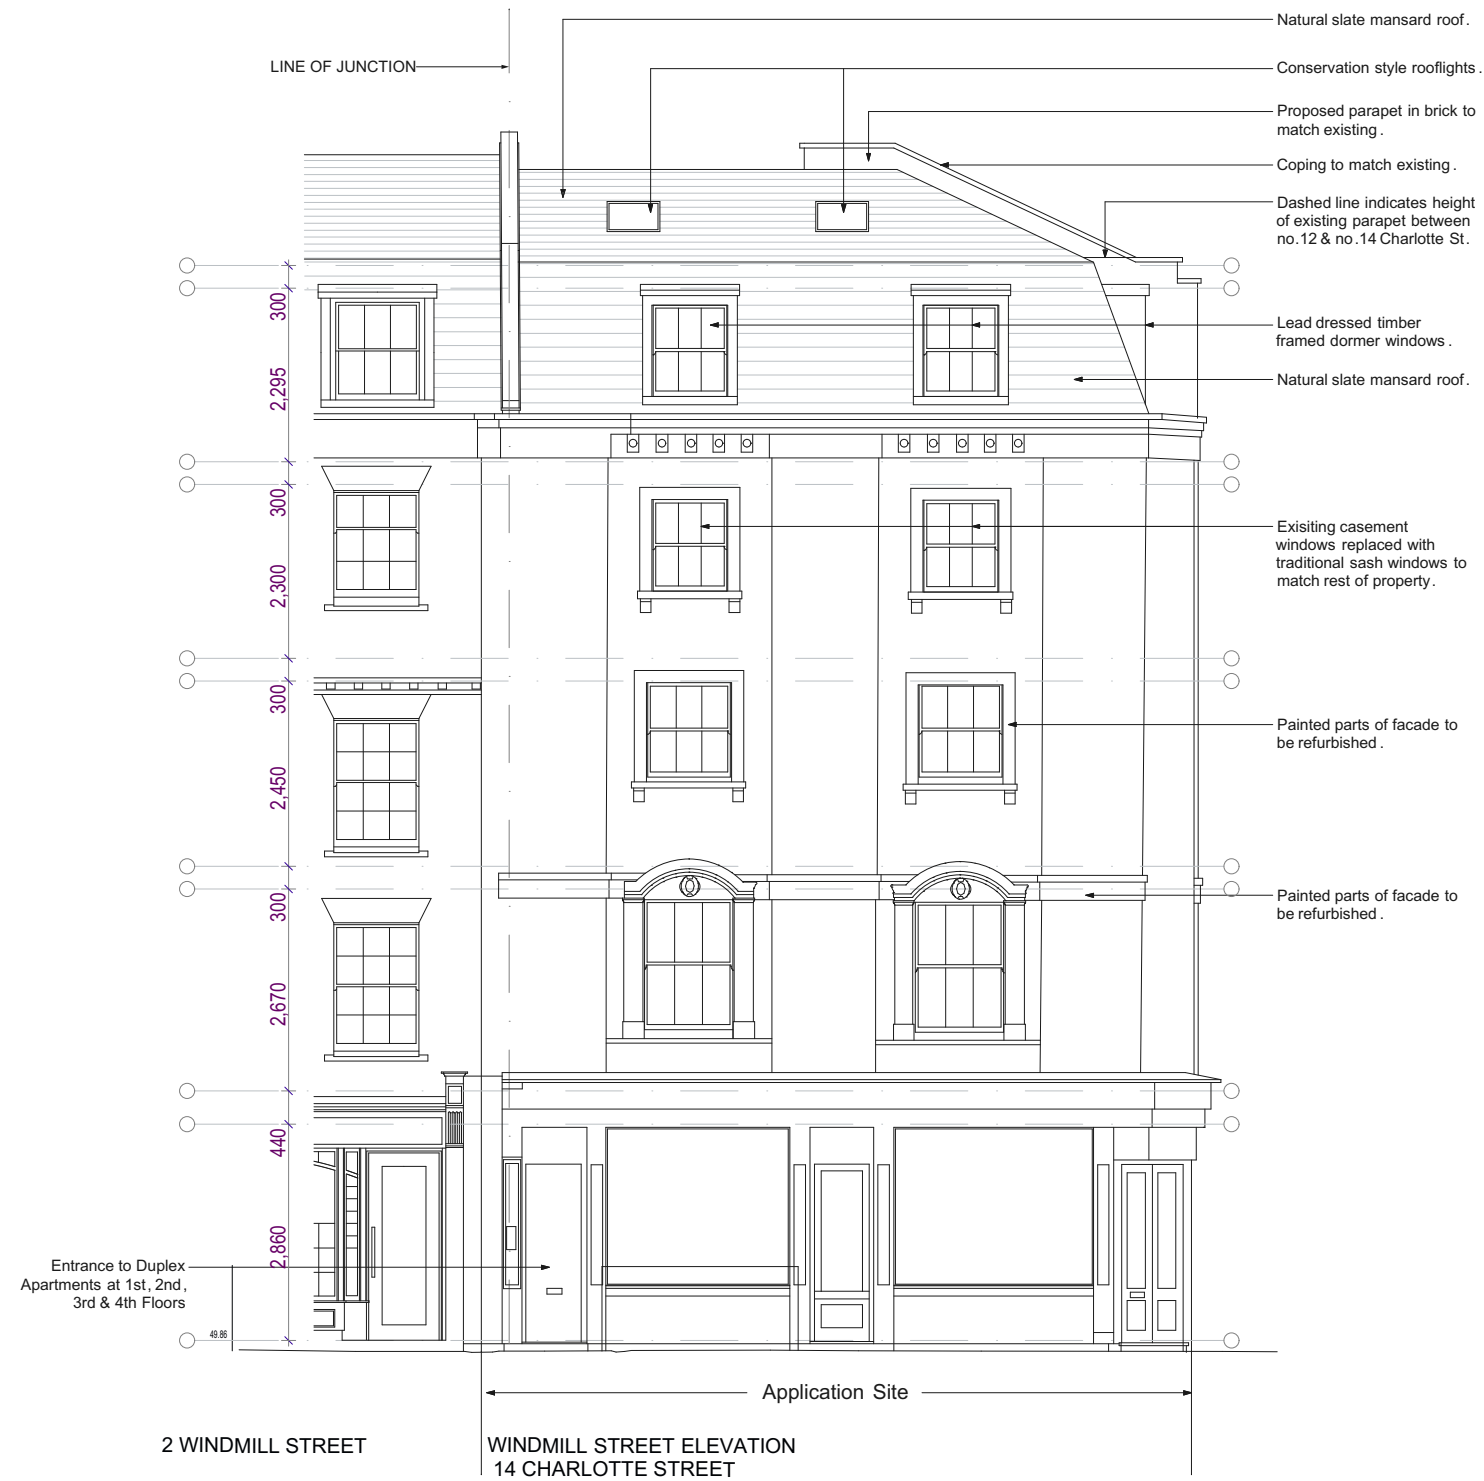 Natural slate mansard roof.
LINE OF JUNCTION
Conservation style rooflights.
Proposed parapet in brick to
match existing.
Coping to match existing.
Dashed line indicates height
of existing parapet between
no.12 & no.14 Charlotte St.
300
2,295
Lead dressed timber
framed dormer windows.
Natural slate mansard roof.
300
2,300
Exisiting casement
windows replaced with
traditional sash windows to
match rest of property.
300
2,450
Painted parts of facade to
be refurbished.
300
2,670
Painted parts of facade to
be refurbished.
440
2,860
Entrance to Duplex
Apartments at 1st, 2nd,
3rd & 4th Floors
49.86
Application Site
2 WINDMILL STREET
WINDMILL STREET ELEVATION
14 CHARLOTTE STREET